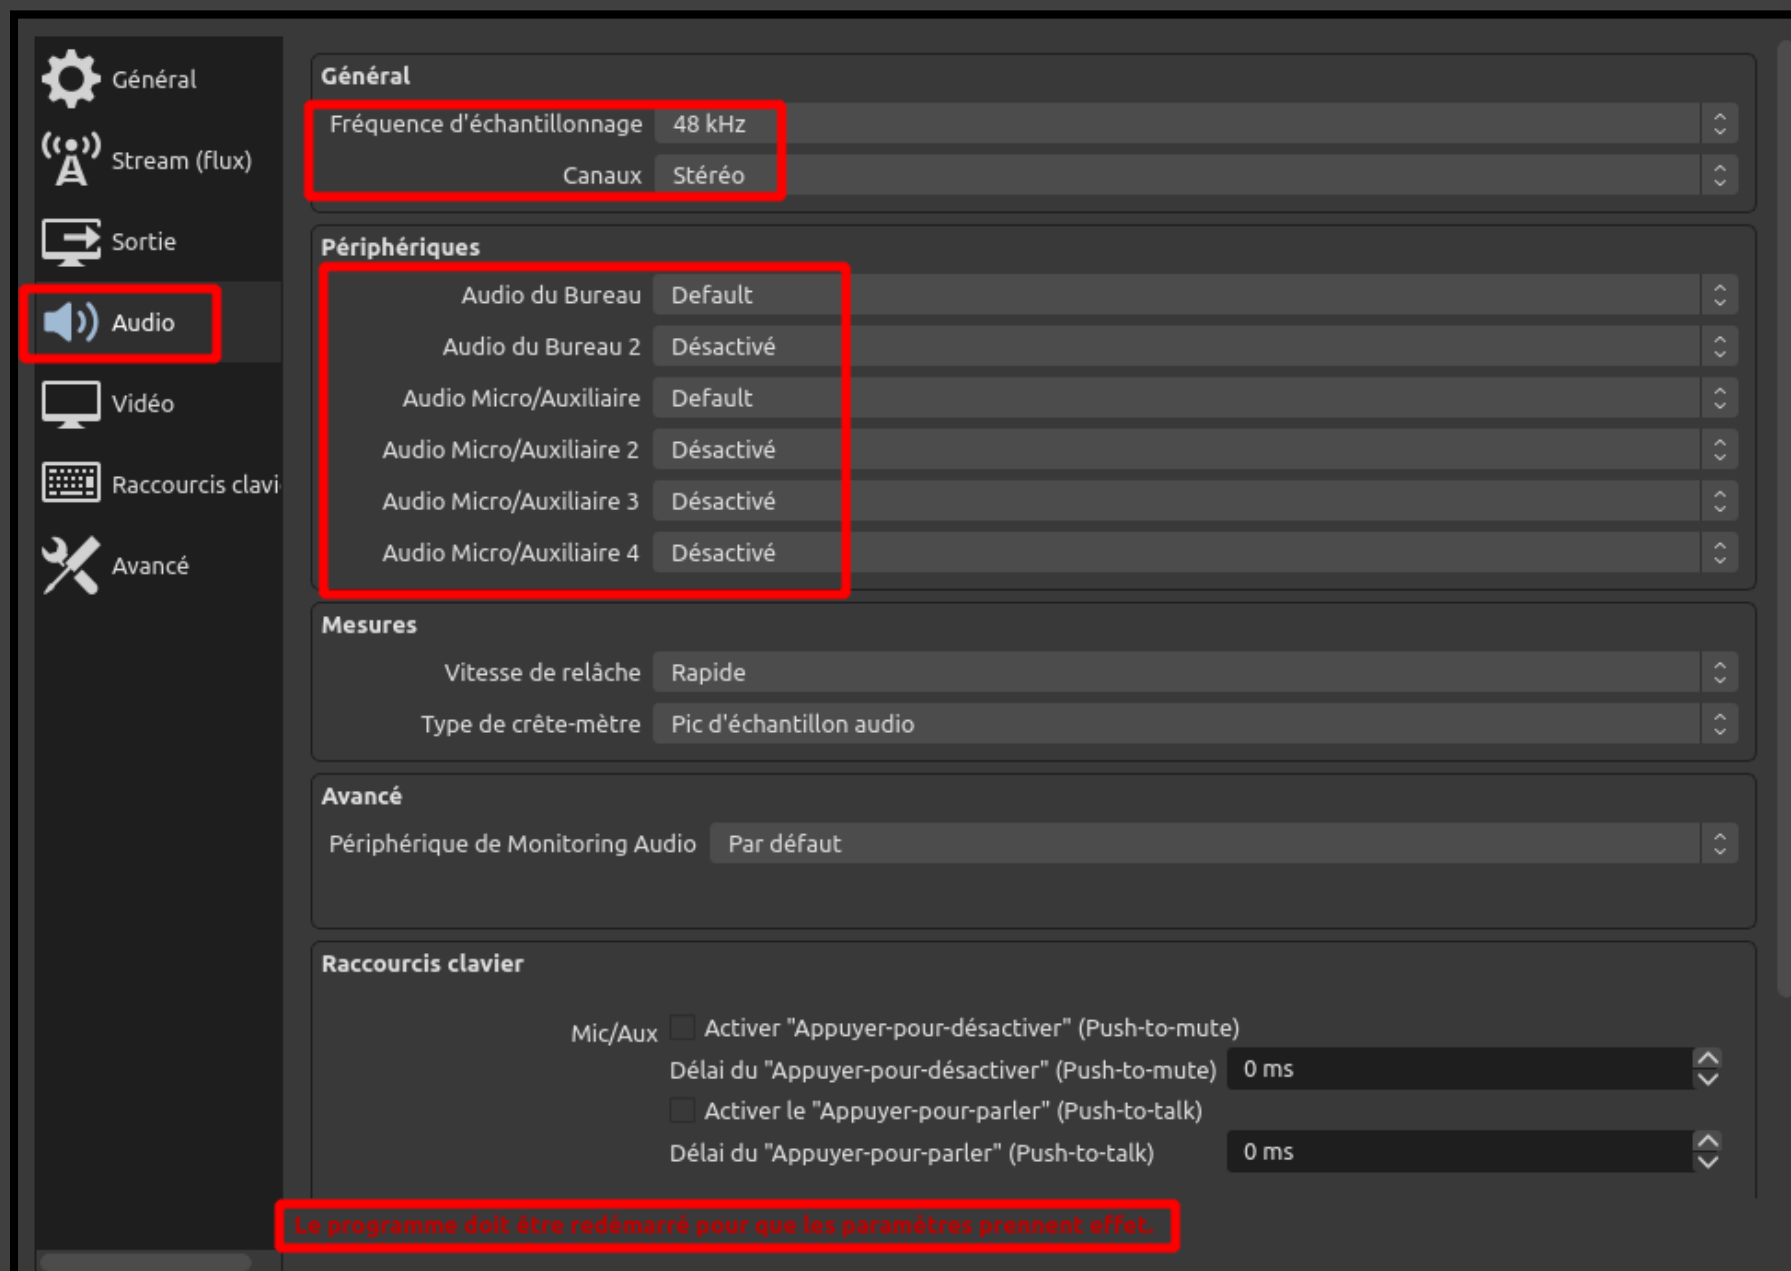 Général
Stream (flux)
Sortie
Audio
Vidéo
Raccourcis clavi
Avancé
Général
Fréquence d'échantillonnage 48 kHz
Canaux Stéréo
Périphériques
Audio du Bureau Default
Audio du Bureau 2 Désactivé
Audio Micro/Auxiliaire Default
Audio Micro/Auxiliaire 2 Désactivé
Audio Micro/Auxiliaire 3 Désactivé
Audio Micro/Auxiliaire 4 Désactivé
Mesures
Vitesse de relâche Rapide
Type de crête-mètre Pic d'échantillon audio
Avancé
Périphérique de Monitoring Audio Par défaut
Raccourcis clavier
Mic/Aux Activer "Appuyer-pour-désactiver" (Push-to-mute)
Délai du "Appuyer-pour-désactiver" (Push-to-mute) 0 ms
Activer le "Appuyer-pour-parler" (Push-to-talk)
Délai du "Appuyer-pour-parler" (Push-to-talk) 0 ms
Le programme doit être redémarré pour que les paramètres prennent effet.